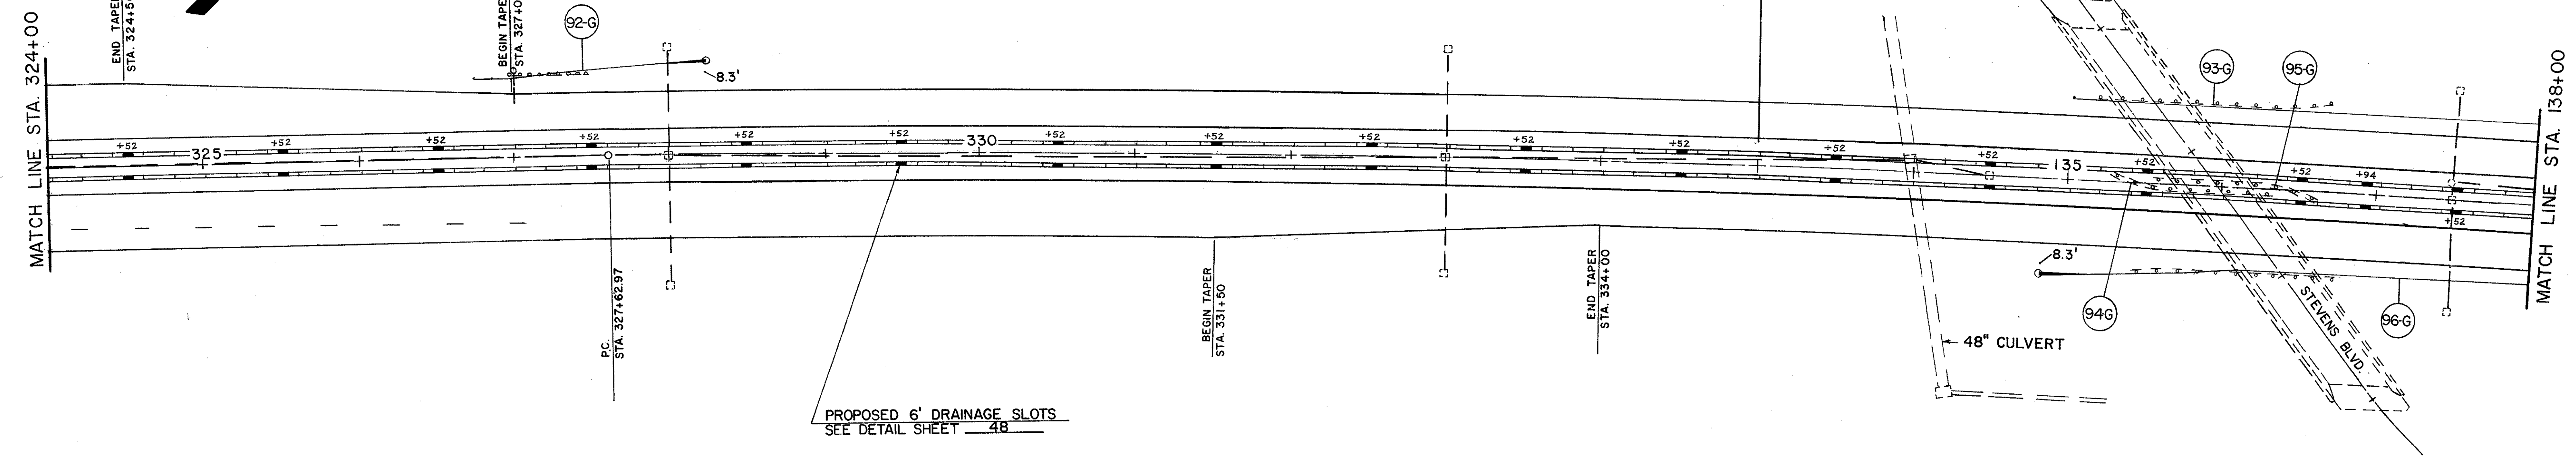 MATCH LINE STA. 324+00
END TAPER
STA. 324+50
BEGIN TAPER
STA. 327+0
92-G
8.3'
93-G
95-G
MATCH LINE STA. 138+00
+52
325
+52
+52
+52
+52
+52
330
+52
+52
+52
+52
+52
+52
+52
135
+52
+52
+94
+52
P.C.
STA. 327+62.97
BEGIN TAPER
STA. 331+50
END TAPER
STA. 334+00
8.3'
94G
96-G
STEVENS BLVD.
48" CULVERT
PROPOSED 6' DRAINAGE SLOTS
SEE DETAIL SHEET 48